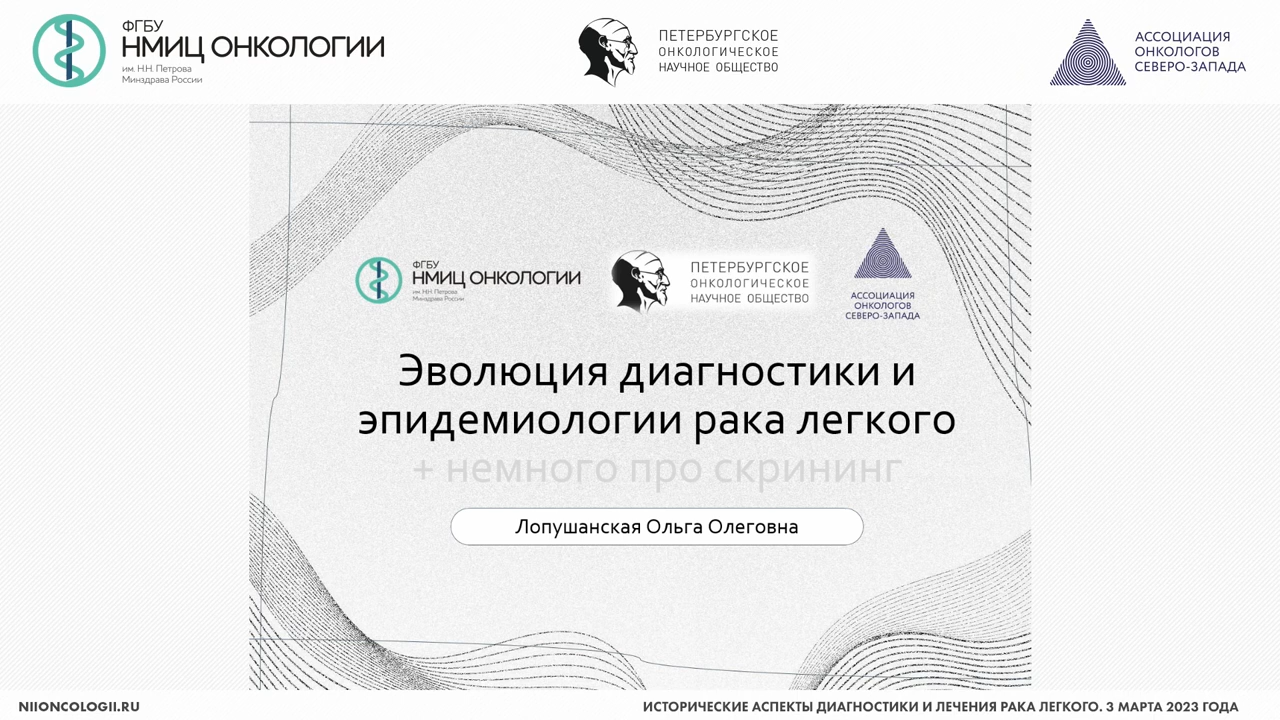 ФГБУ
НМИЦ ОНКОЛОГИИ
им. Н.Н. Петрова
Минздрава России
ПЕТЕРБУРГСКОЕ
ОНКОЛОГИЧЕСКОЕ
НАУЧНОЕ ОБЩЕСТВО
АССОЦИАЦИЯ
ОНКОЛОГОВ
СЕВЕРО-ЗАПАДА
ФГБУ
НМИЦ ОНКОЛОГИИ
им. Н.Н. Петрова
Минздрава России
ПЕТЕРБУРГСКОЕ
ОНКОЛОГИЧЕСКОЕ
НАУЧНОЕ ОБЩЕСТВО
АССОЦИАЦИЯ
ОНКОЛОГОВ
СЕВЕРО-ЗАПАДА
Эволюция диагностики и
эпидемиологии рака легкого
+ немного про скрининг
Лопушанская Ольга Олеговна
NIIONCOLOGII.RU
ИСТОРИЧЕСКИЕ АСПЕКТЫ ДИАГНОСТИКИ И ЛЕЧЕНИЯ РАКА ЛЕГКОГО. 3 МАРТА 2023 ГОДА